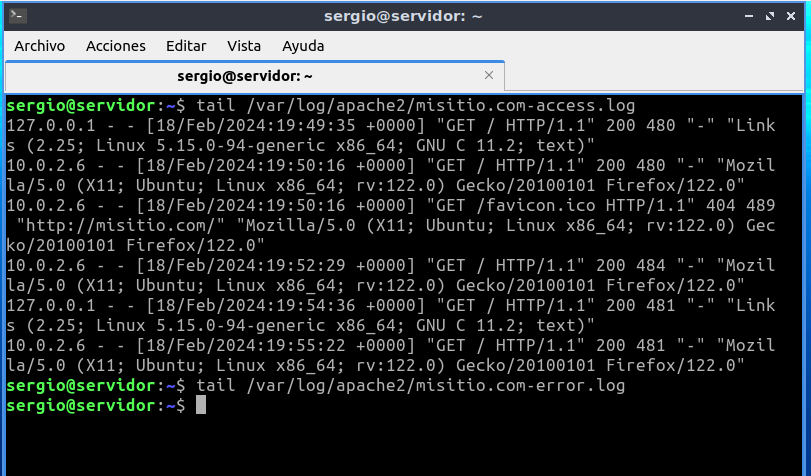 sergio@servidor: ~
Archivo Acciones Editar Vista Ayuda
sergio@servidor: ~
sergio@servidor:~$ tail /var/log/apache2/misitio.com-access.log
127.0.0.1 - - [18/Feb/2024:19:49:35 +0000] "GET / HTTP/1.1" 200 480 "-" "Link
s (2.25; Linux 5.15.0-94-generic x86_64; GNU C 11.2; text)"
10.0.2.6 - - [18/Feb/2024:19:50:16 +0000] "GET / HTTP/1.1" 200 480 "-" "Mozil
la/5.0 (X11; Ubuntu; Linux x86_64; rv:122.0) Gecko/20100101 Firefox/122.0"
10.0.2.6 - - [18/Feb/2024:19:50:16 +0000] "GET /favicon.ico HTTP/1.1" 404 489
 "http://misitio.com/" "Mozilla/5.0 (X11; Ubuntu; Linux x86_64; rv:122.0) Gec
ko/20100101 Firefox/122.0"
10.0.2.6 - - [18/Feb/2024:19:52:29 +0000] "GET / HTTP/1.1" 200 484 "-" "Mozil
la/5.0 (X11; Ubuntu; Linux x86_64; rv:122.0) Gecko/20100101 Firefox/122.0"
127.0.0.1 - - [18/Feb/2024:19:54:36 +0000] "GET / HTTP/1.1" 200 481 "-" "Link
s (2.25; Linux 5.15.0-94-generic x86_64; GNU C 11.2; text)"
10.0.2.6 - - [18/Feb/2024:19:55:22 +0000] "GET / HTTP/1.1" 200 481 "-" "Mozil
la/5.0 (X11; Ubuntu; Linux x86_64; rv:122.0) Gecko/20100101 Firefox/122.0"
sergio@servidor:~$ tail /var/log/apache2/misitio.com-error.log
sergio@servidor:~$